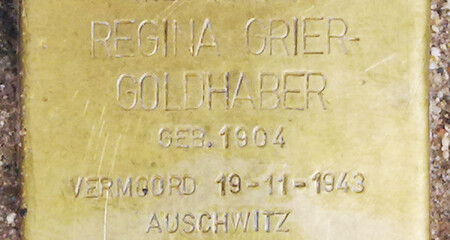 REGINA GRIER-
GOLDHABER
GEB.1904
VERMOORD 19-11-1943
AUSCHWITZ